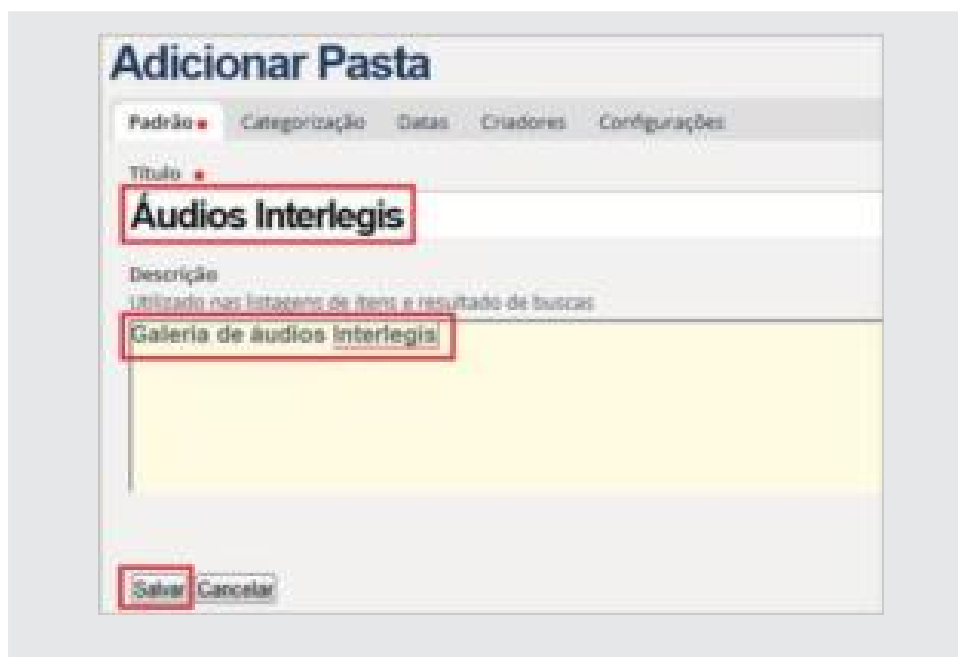 Adicionar Pasta
Padrão Categorização Datas Criadores Configurações
Título
Áudios Interlegis
Descrição
Utilizado nas listagens de itens e resultado de buscas
Galeria de áudios Interlegis
Salvar Cancelar